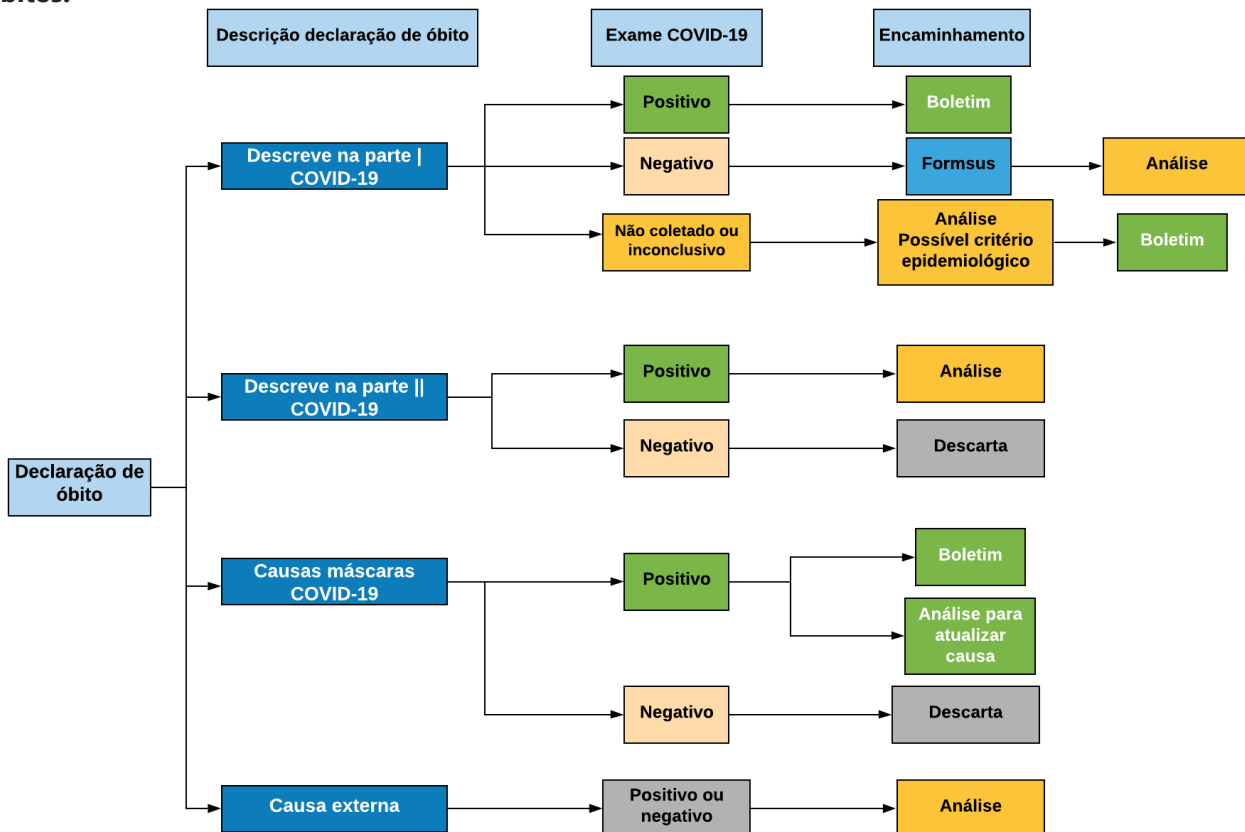 bitos.
Descrição declaração de óbito
Exame COVID-19
Encaminhamento
Positivo
Boletim
Descreve na parte |
COVID-19
Negativo
Formsus
Análise
Não coletado ou
inconclusivo
Análise
Possível critério
epidemiológico
Boletim
Descreve na parte ||
COVID-19
Positivo
Análise
Negativo
Descarta
Declaração de
óbito
Causas máscaras
COVID-19
Positivo
Boletim
Análise para
atualizar
causa
Negativo
Descarta
Causa externa
Positivo ou
negativo
Análise